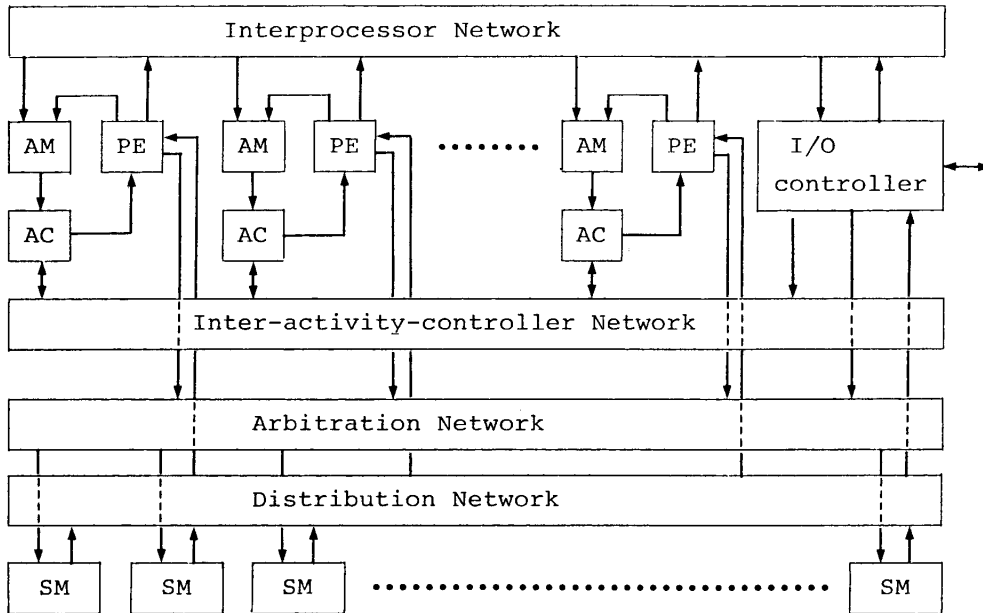 Interprocessor Network
AM PE AM PE AM PE I/O
controller
AC AC AC
Inter-activity-controller Network
Arbitration Network
Distribution Network
SM SM SM SM